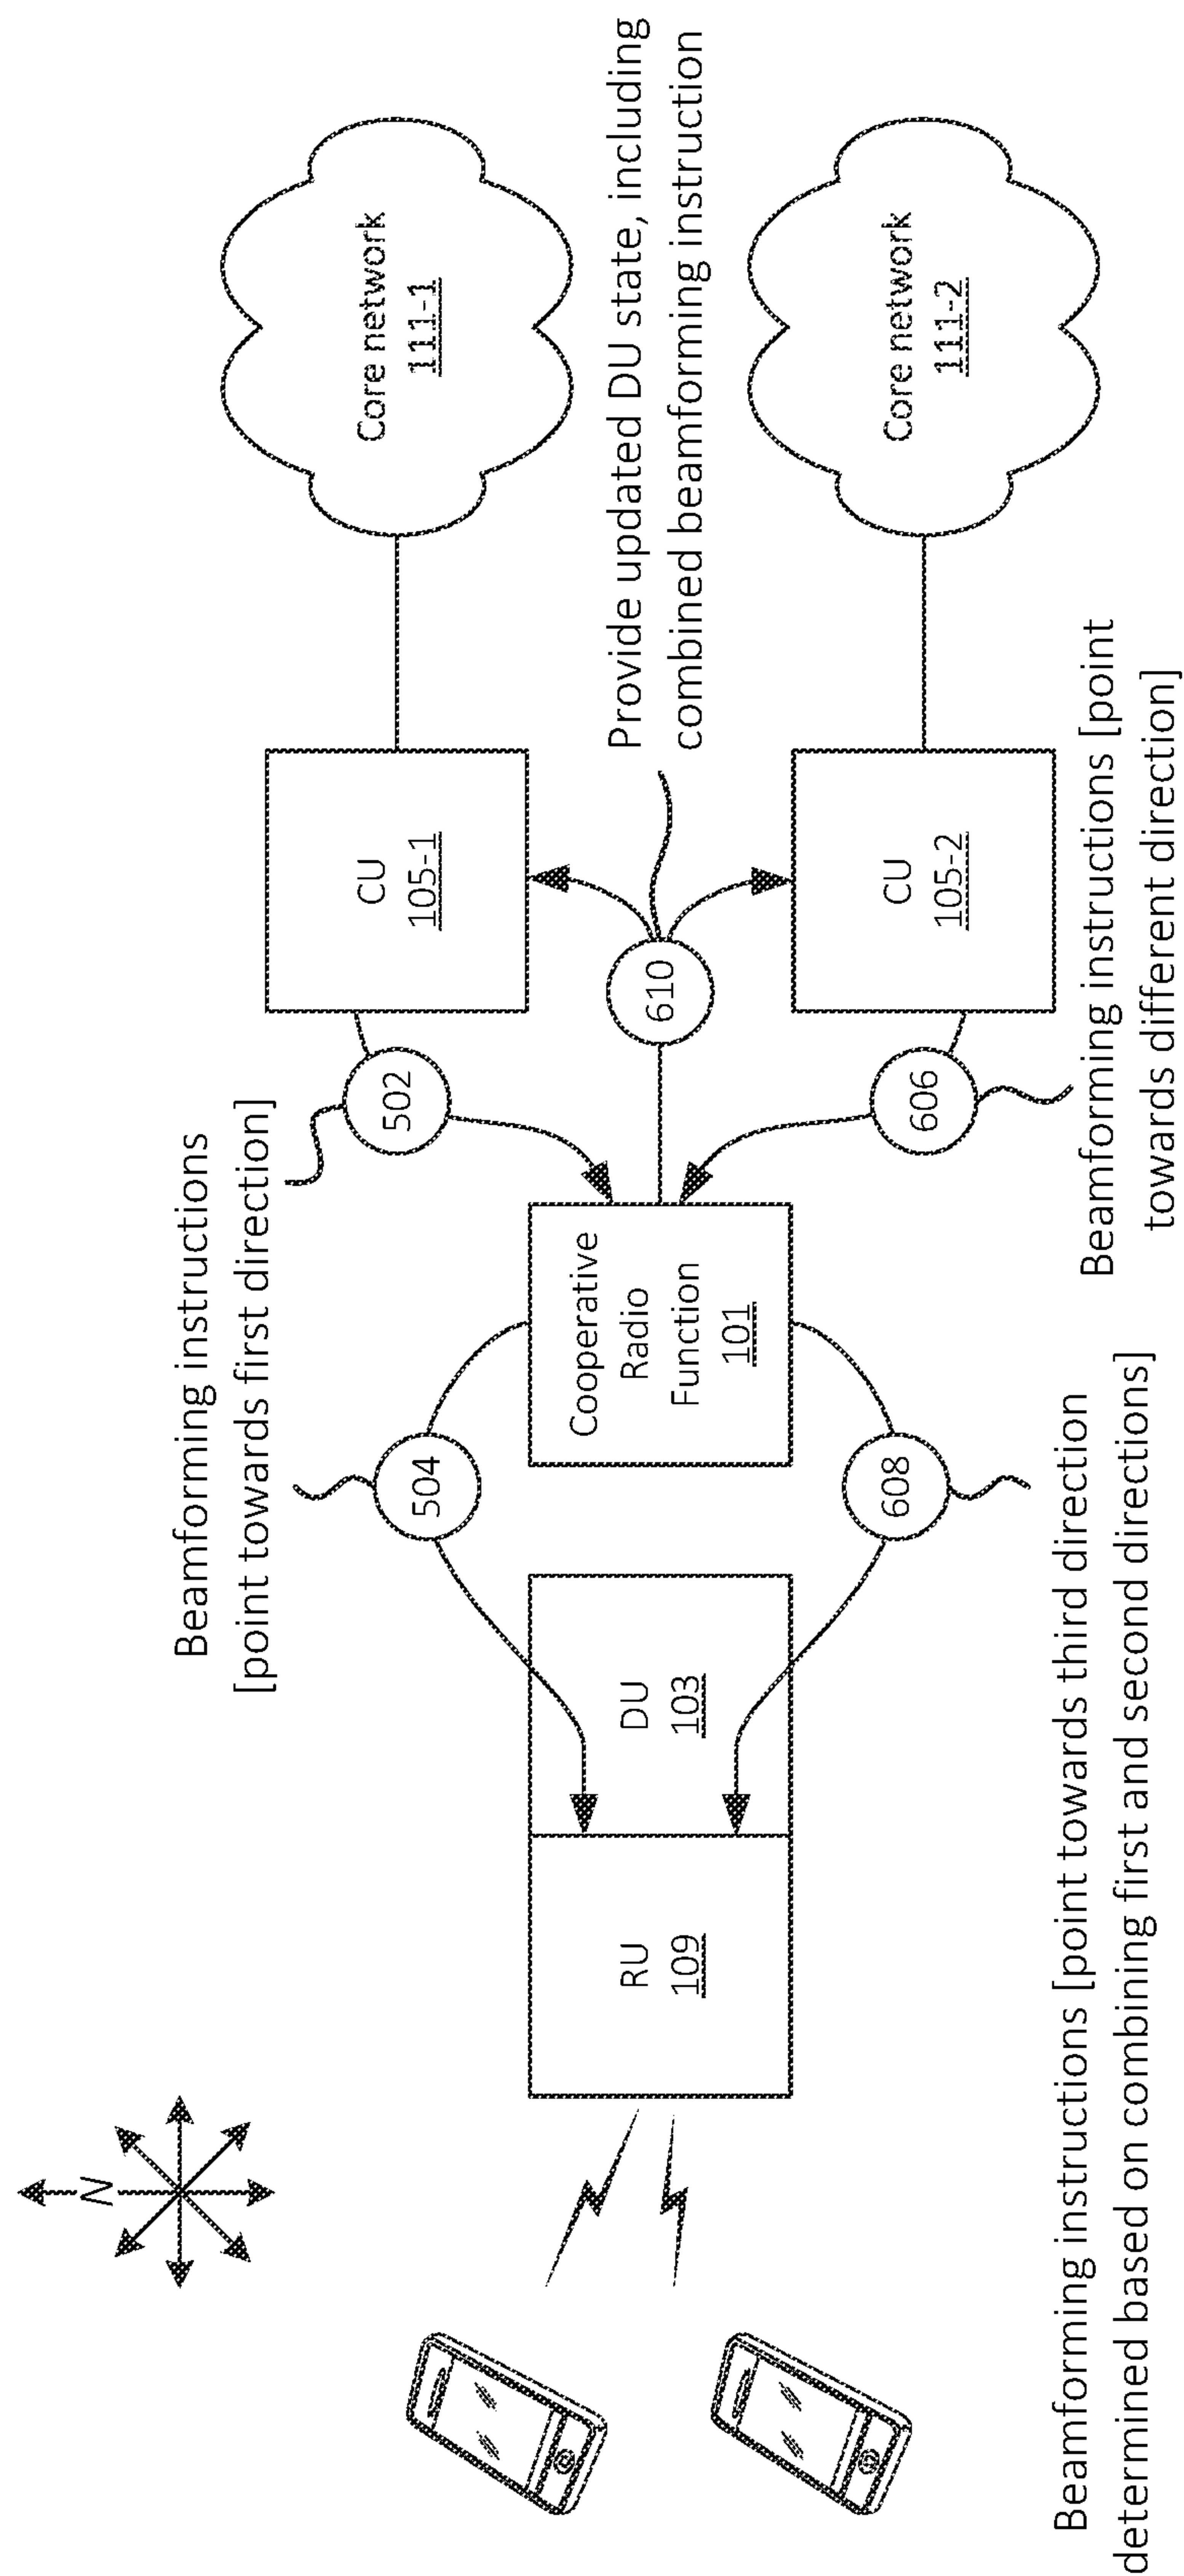 N
Beamforming instructions
[point towards first direction]
504
502
RU
109
DU
103
Cooperative
Radio
Function
101
CU
105-1
Core network
111-1
610
Provide updated DU state, including
combined beamforming instruction
608
606
CU
105-2
Core network
111-2
Beamforming instructions [point towards third direction
determined based on combining first and second directions]
Beamforming instructions [point
towards different direction]